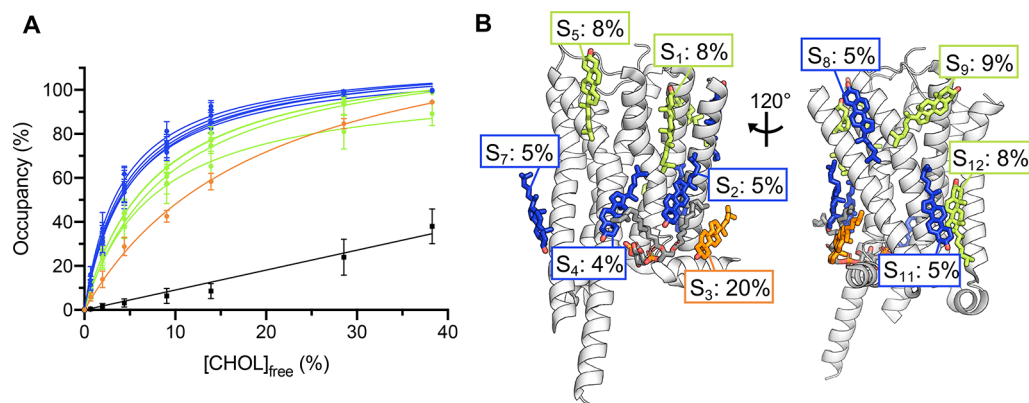 A
Occupancy (%)
100
80
60
40
20
0
0
10
20
30
40
[CHOL]free (%)
B
S5: 8%
S1: 8%
S7: 5%
S2: 5%
S4: 4%
S3: 20%
120°
S8: 5%
S9: 9%
S12: 8%
S11: 5%